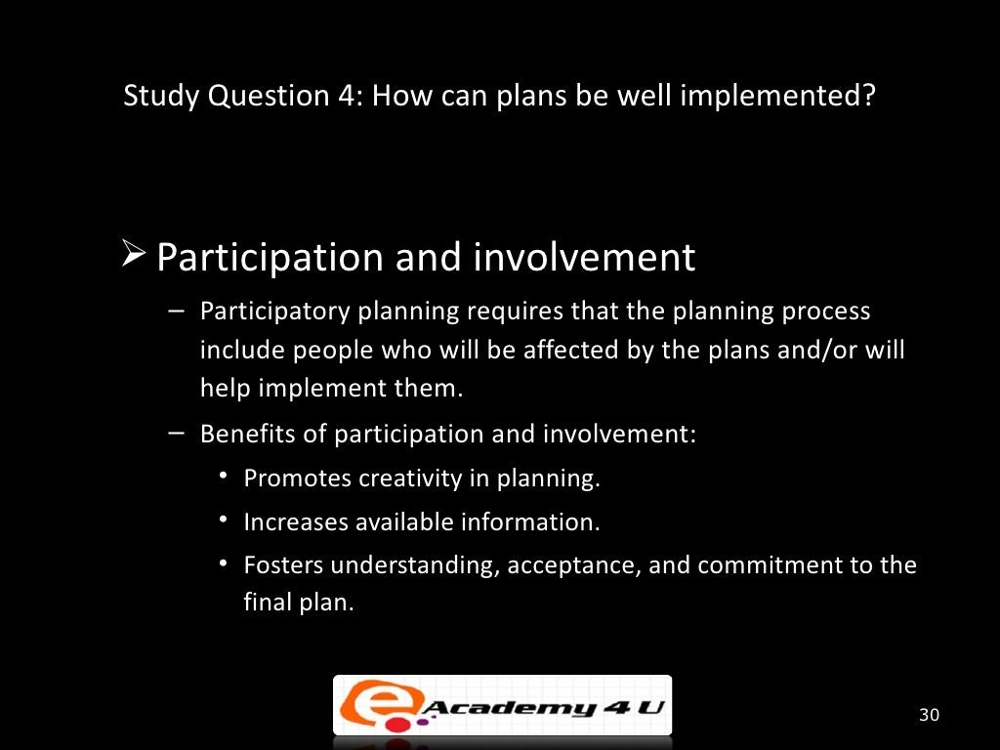 Study Question 4: How can plans be well implemented?
➢ Participation and involvement
– Participatory planning requires that the planning process
include people who will be affected by the plans and/or will
help implement them.
– Benefits of participation and involvement:
• Promotes creativity in planning.
• Increases available information.
• Fosters understanding, acceptance, and commitment to the
final plan.
e Academy 4 U
30